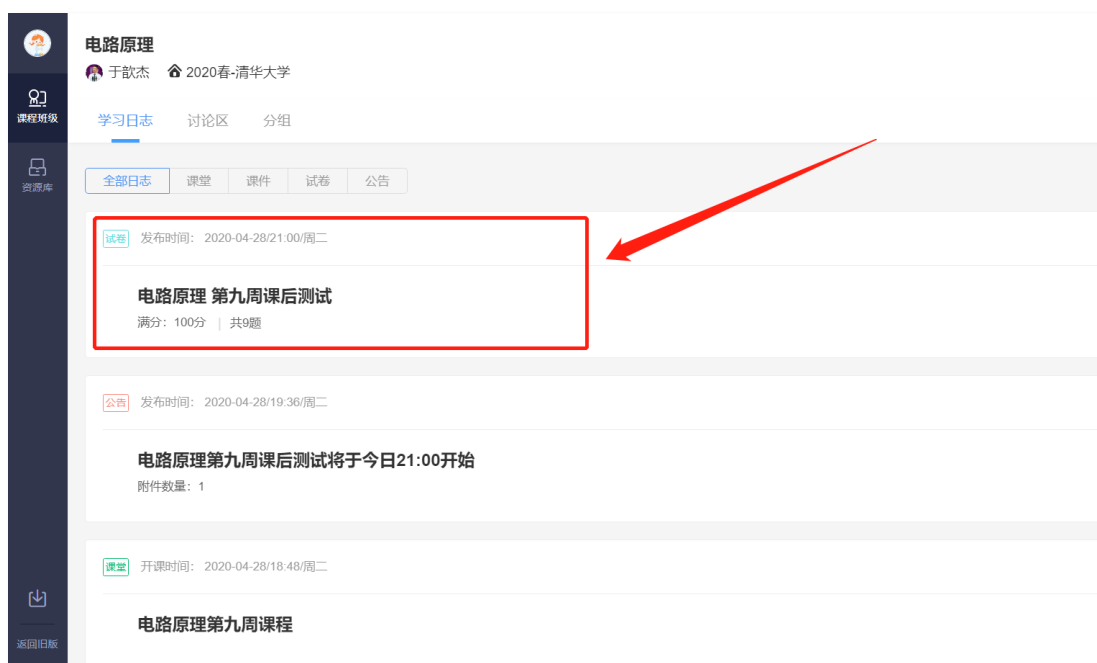 电路原理
于歆杰 2020春-清华大学
课程班级
学习日志 讨论区 分组
资源库
全部日志 课堂 课件 试卷 公告
试卷 发布时间： 2020-04-28/21:00/周二
电路原理 第九周课后测试
满分：100分 | 共9题
公告 发布时间： 2020-04-28/19:36/周二
电路原理第九周课后测试将于今日21:00开始
附件数量：1
课堂 开课时间： 2020-04-28/18:48/周二
电路原理第九周课程
返回旧版